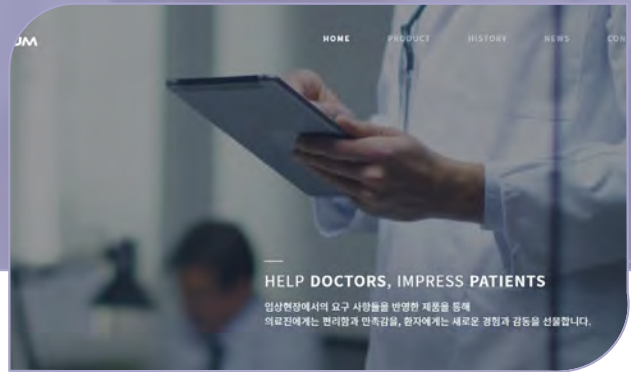 UM
HOME PRODUCT HISTORY NEWS CON
HELP DOCTORS, IMPRESS PATIENTS
임상현장에서의 요구 사항들을 반영한 제품을 통해
의료진에게는 편리함과 만족감을, 환자에게는 새로운 경험과 감동을 선물합니다.